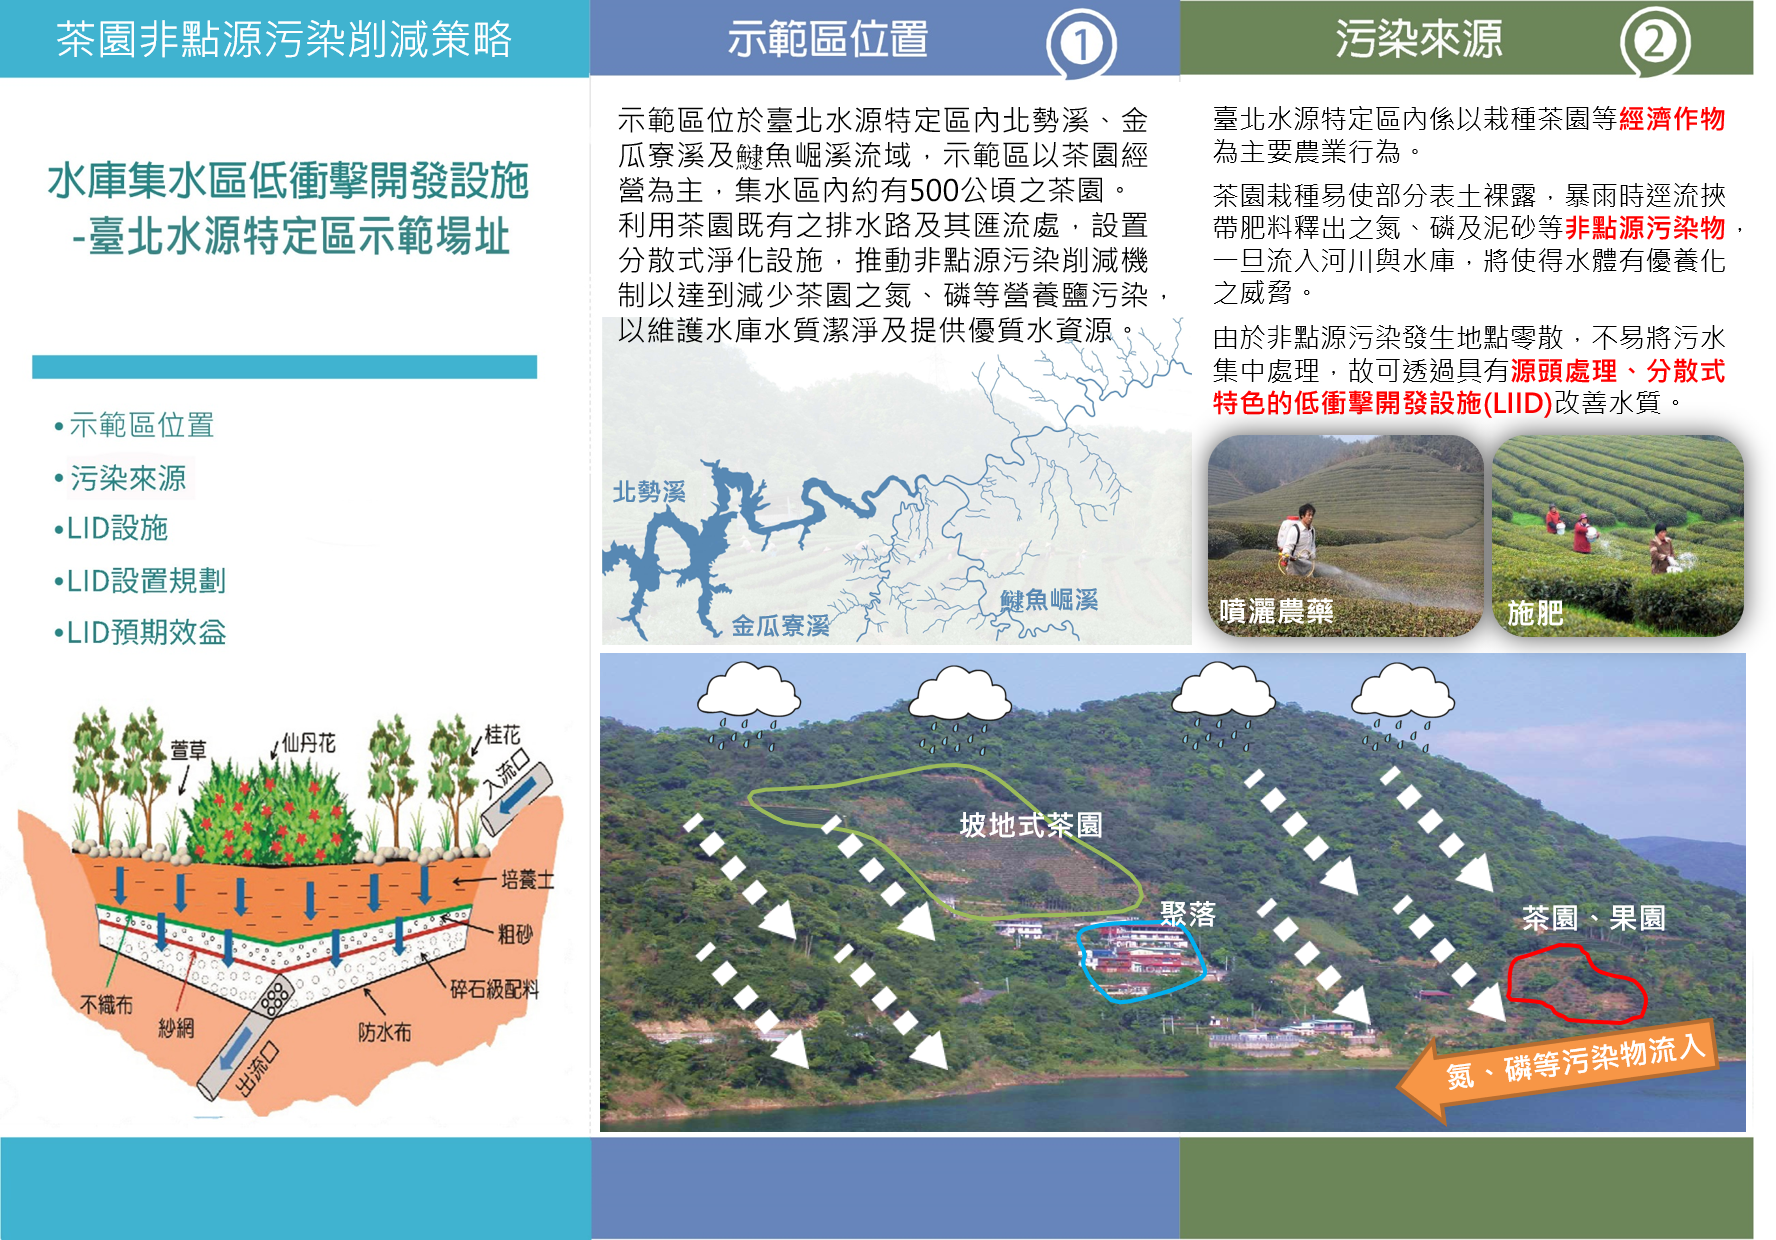 茶園非點源污染削減策略
水庫集水區低衝擊開發設施
-臺北水源特定區示範場址
•示範區位置
•污染來源
•LID設施
•LID設置規劃
•LID預期效益
萱草
仙丹花
桂花
入流口
培養土
粗砂
碎石級配料
不織布
紗網
防水布
出流口
示範區位置
1
示範區位於臺北水源特定區內北勢溪、金
瓜寮溪及鱨魚崛溪流域，示範區以茶園經
營為主，集水區內約有500公頃之茶園。
利用茶園既有之排水路及其匯流處，設置
分散式淨化設施，推動非點源污染削減機
制以達到減少茶園之氮、磷等營養鹽污染，
以維護水庫水質潔淨及提供優質水資源。
北勢溪
金瓜寮溪
鱨魚崛溪
污染來源
2
臺北水源特定區內係以栽種茶園等經濟作物
為主要農業行為。
茶園栽種易使部分表土裸露，暴雨時逕流挾
帶肥料釋出之氮、磷及泥砂等非點源污染物，
一旦流入河川與水庫，將使得水體有優養化
之威脅。
由於非點源污染發生地點零散，不易將污水
集中處理，故可透過具有源頭處理、分散式
特色的低衝擊開發設施(LIID)改善水質。
噴灑農藥
施肥
坡地式茶園
聚落
茶園、果園
氮、磷等污染物流入